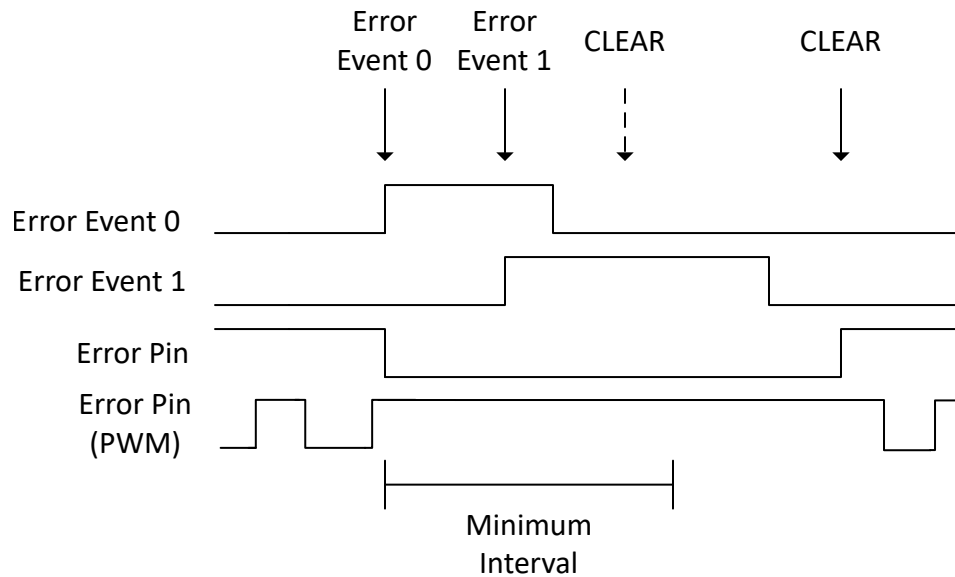 Error
Event 0
Error
Event 1
CLEAR
CLEAR
Error Event 0
Error Event 1
Error Pin
Error Pin
(PWM)
Minimum
Interval